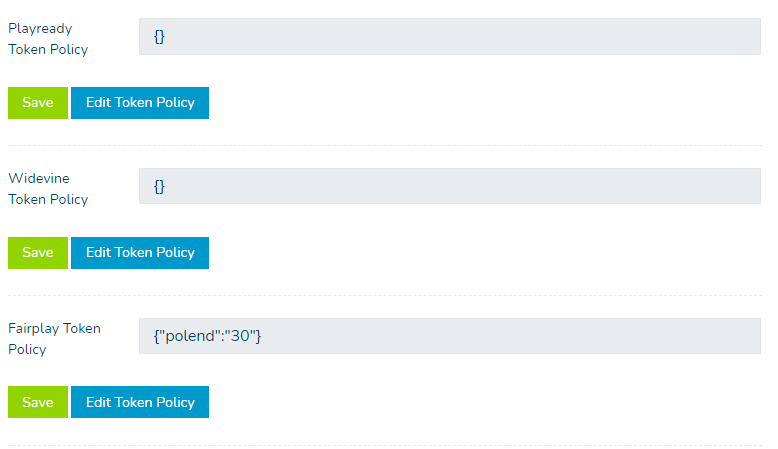 Playready
Token Policy
{}
Save
Edit Token Policy
Widevine
Token Policy
{}
Save
Edit Token Policy
Fairplay Token
Policy
{"polend":"30"}
Save
Edit Token Policy